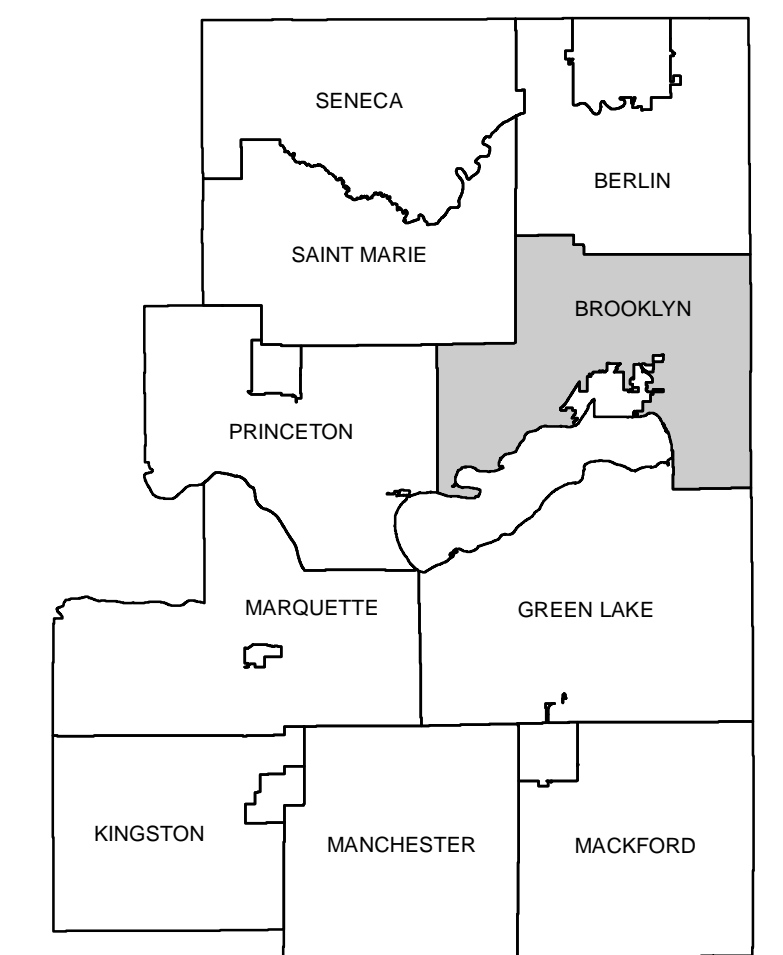 SENECA
BERLIN
SAINT MARIE
BROOKLYN
PRINCETON
MARQUETTE
GREEN LAKE
KINGSTON
MANCHESTER
MACKFORD